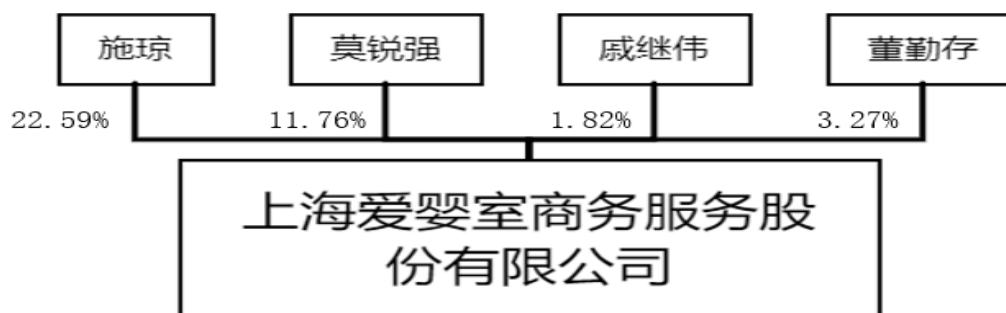 施琼
莫锐强
戚继伟
董勤存
22.59%
11.76%
1.82%
3.27%
上海爱婴室商务服务股
份有限公司